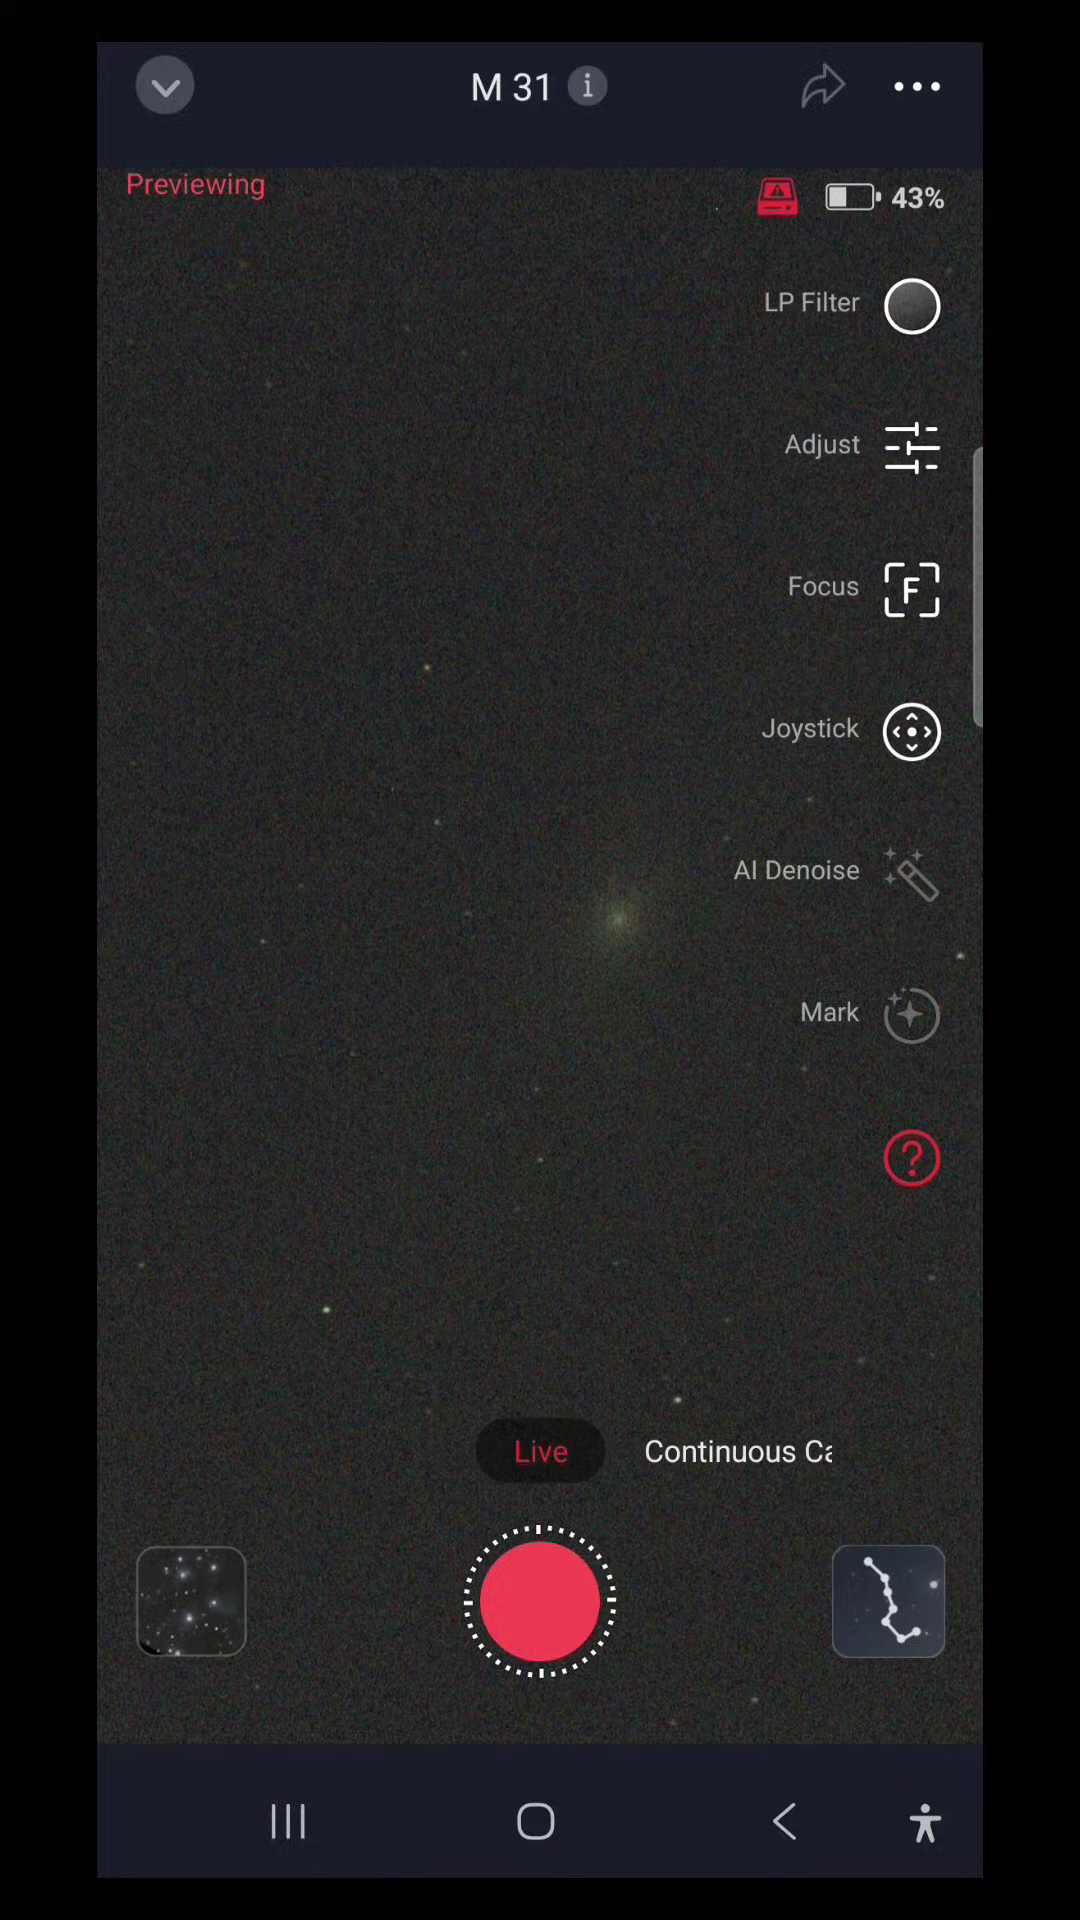 M 31
Previewing
43%
LP Filter
Adjust
Focus
F
Joystick
AI Denoise
Mark
?
Live
Continuous Ca